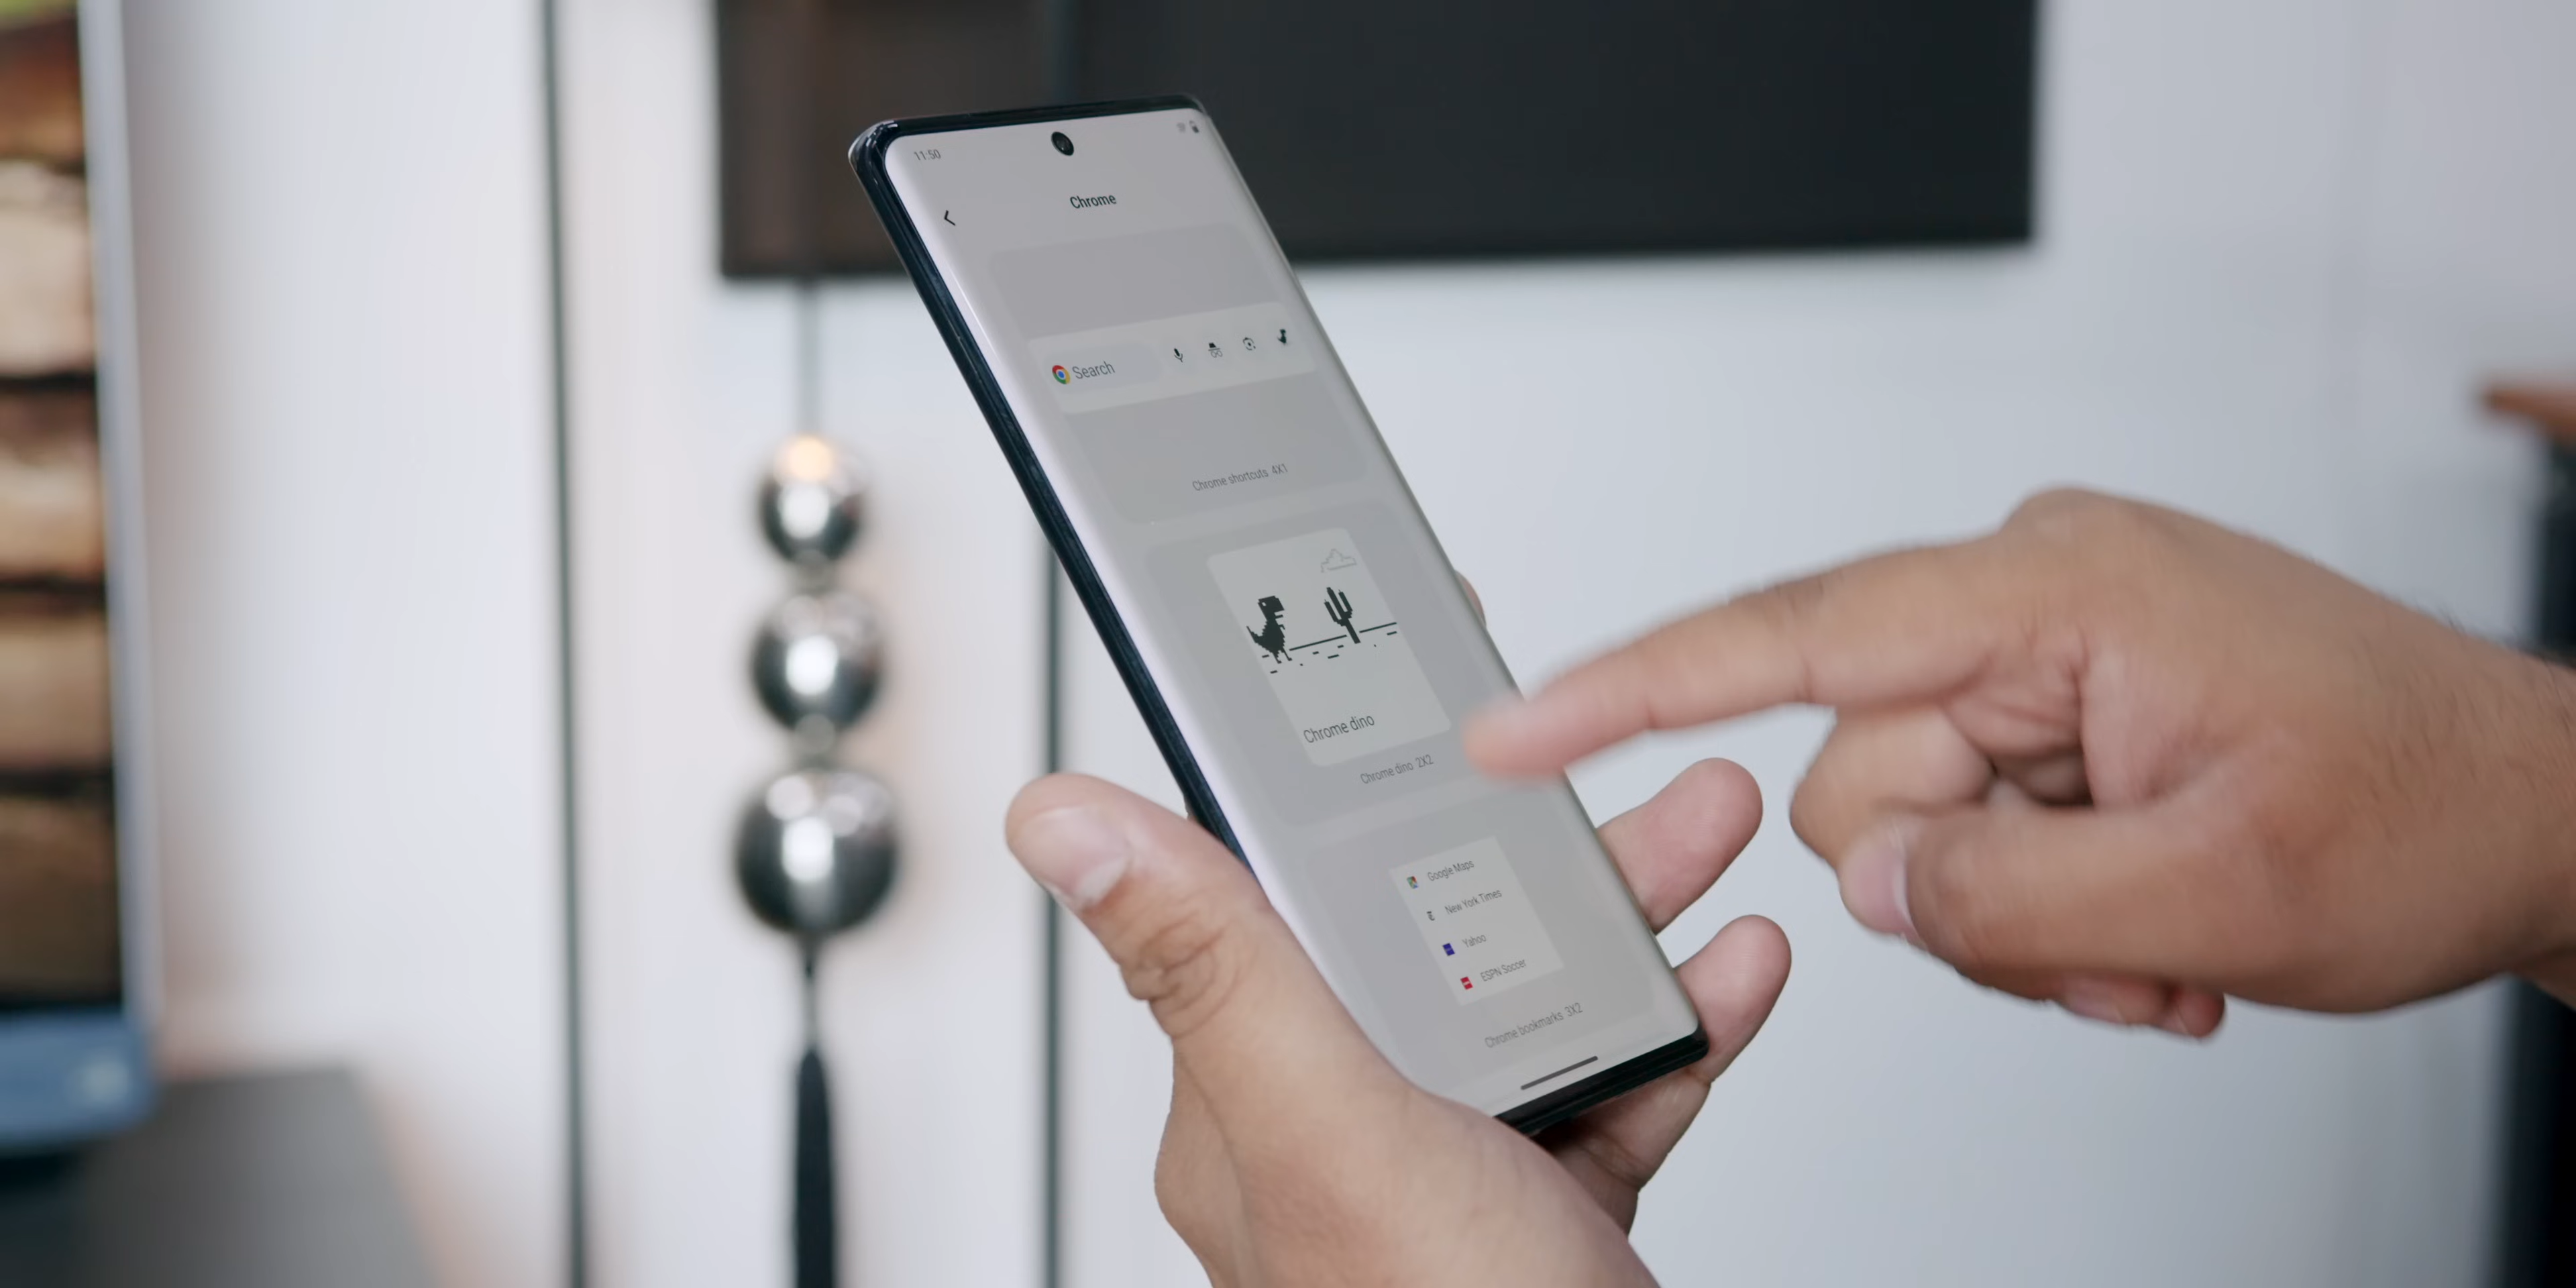 11:50
Chrome
Search
Chrome shortcuts 4X1
Chrome dino
Chrome dino 2X2
Google Maps
New York Times
Yahoo
ESPN Soccer
Chrome bookmarks 3X2